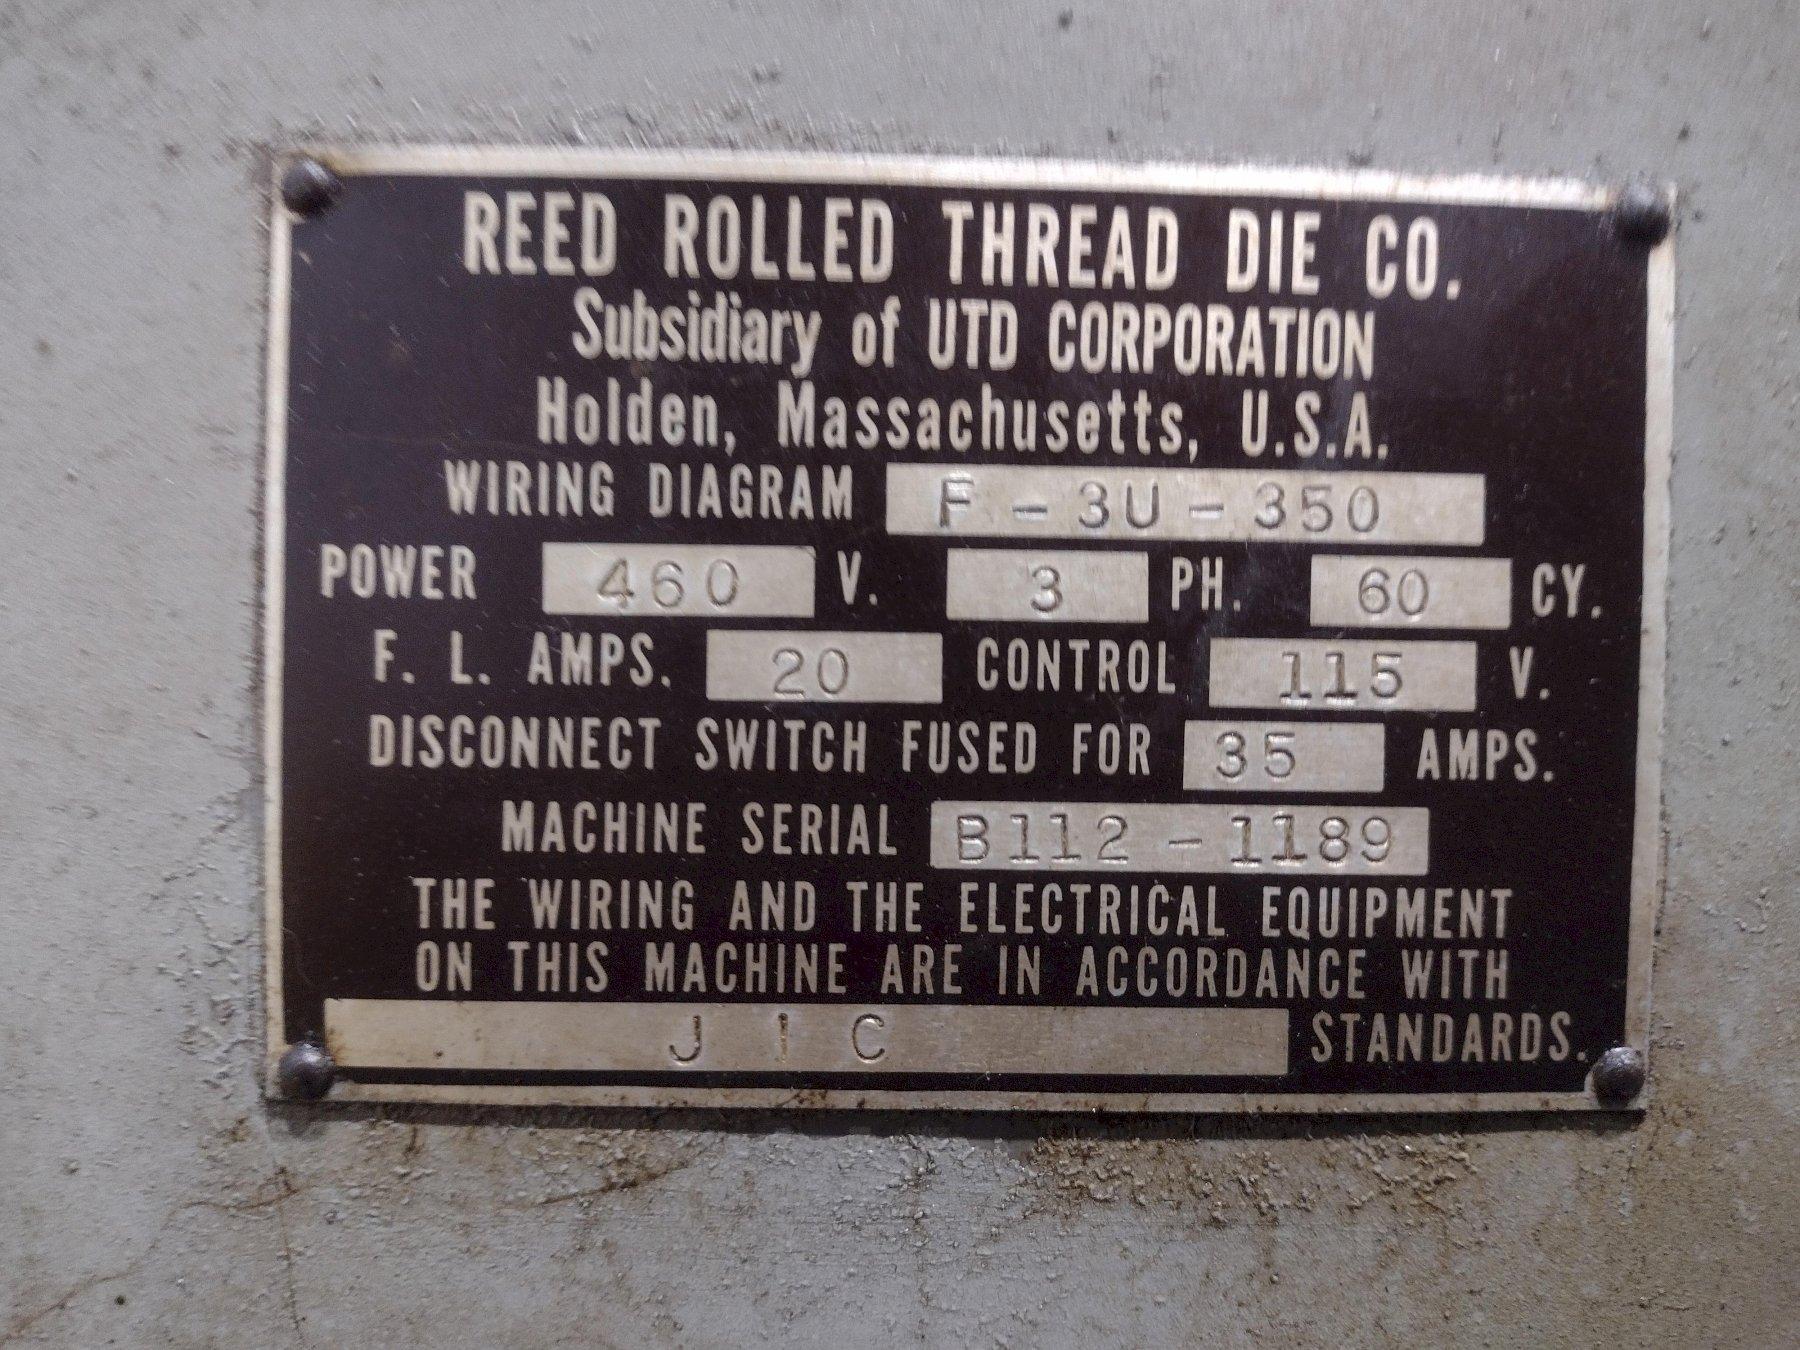 REED ROLLED THREAD DIE CO.
Subsidiary of UTD CORPORATION
Holden, Massachusetts, U.S.A.
WIRING DIAGRAM F-3U-350
POWER 460 V. 3 PH. 60 CY.
F. L. AMPS. 20 CONTROL 115 V.
DISCONNECT SWITCH FUSED FOR 35 AMPS.
MACHINE SERIAL B112-1189
THE WIRING AND THE ELECTRICAL EQUIPMENT
ON THIS MACHINE ARE IN ACCORDANCE WITH
J I C STANDARDS.